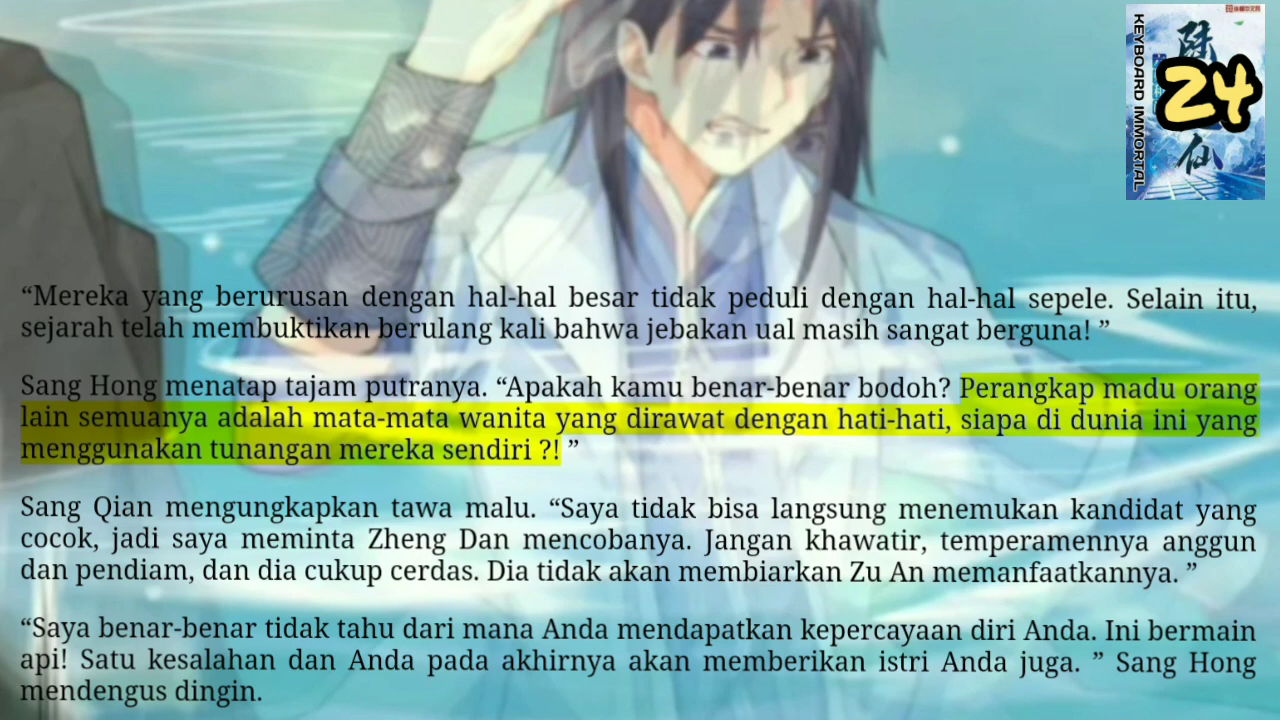 KEYBOARD IMMORTAL
24
仙
“Mereka yang berurusan dengan hal-hal besar tidak peduli dengan hal-hal sepele. Selain itu,
sejarah telah membuktikan berulang kali bahwa jebakan ual masih sangat berguna! ”
Sang Hong menatap tajam putranya. “Apakah kamu benar-benar bodoh? Perangkap madu orang
lain semuanya adalah mata-mata wanita yang dirawat dengan hati-hati, siapa di dunia ini yang
menggunakan tunangan mereka sendiri ?! ”
Sang Qian mengungkapkan tawa malu. “Saya tidak bisa langsung menemukan kandidat yang
cocok, jadi saya meminta Zheng Dan mencobanya. Jangan khawatir, temperamennya anggun
dan pendiam, dan dia cukup cerdas. Dia tidak akan membiarkan Zu An memanfaatkannya. ”
“Saya benar-benar tidak tahu dari mana Anda mendapatkan kepercayaan diri Anda. Ini bermain
api! Satu kesalahan dan Anda pada akhirnya akan memberikan istri Anda juga. ” Sang Hong
mendengus dingin.